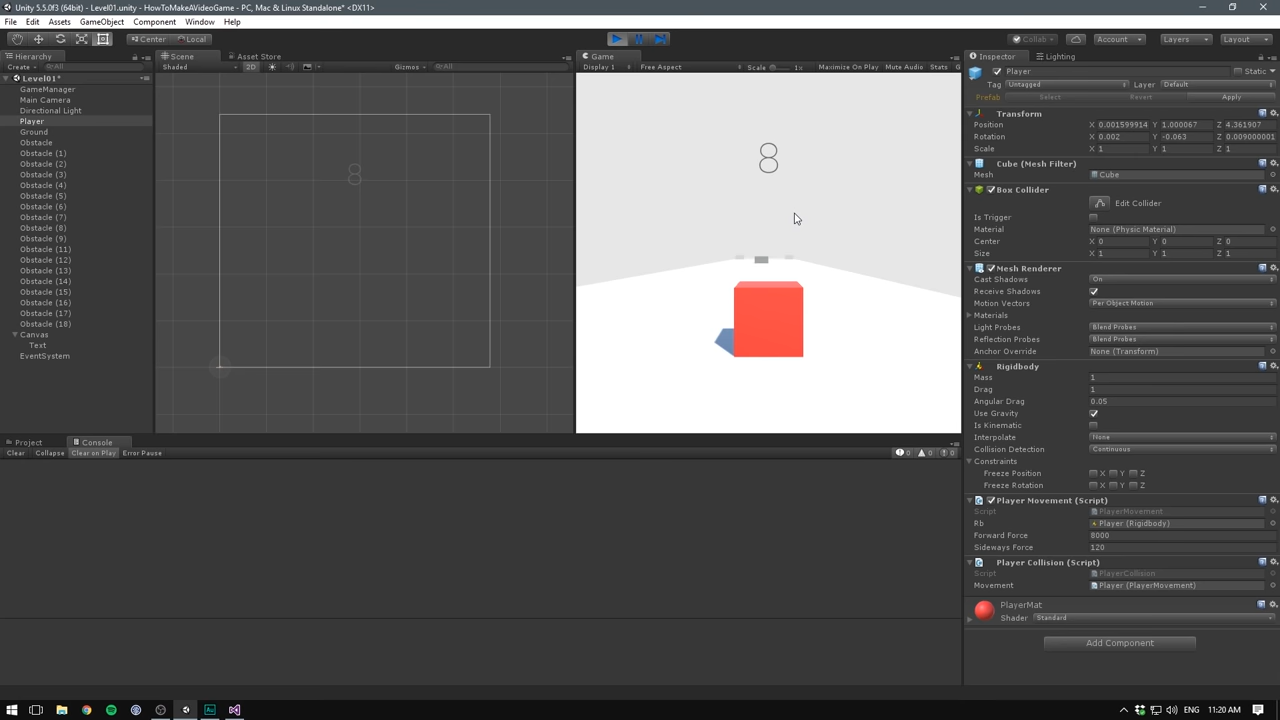 Unity 5.5.0f3 (64bit) - Level01.unity - HowToMakeAVideoGame - PC, Mac & Linux Standalone* <DX11>
File Edit Assets GameObject Component Window Help
Center Local Collab Account Layers Layout
Hierarchy
Create All
Level01*
GameManager
Main Camera
Directional Light
Player
Ground
Obstacle
Obstacle (1)
Obstacle (2)
Obstacle (3)
Obstacle (4)
Obstacle (5)
Obstacle (6)
Obstacle (7)
Obstacle (8)
Obstacle (9)
Obstacle (11)
Obstacle (12)
Obstacle (13)
Obstacle (14)
Obstacle (15)
Obstacle (16)
Obstacle (17)
Obstacle (18)
Canvas
Text
EventSystem
Scene Asset Store
Shaded 2D Gizmos All
8
Game
Display 1 Free Aspect Scale 1x Maximize On Play Mute Audio Stats Gizmos
8
Project Console
Clear Collapse Clear on Play Error Pause 0 0 0
Inspector Lighting
Player Static
Tag Untagged Layer Default
Prefab Select Revert Apply
Transform
Position X 0.001599914 Y 1.000067 Z 4.361907
Rotation X 0.002 Y -0.063 Z 0.009000001
Scale X 1 Y 1 Z 1
Cube (Mesh Filter)
Mesh Cube
Box Collider
Edit Collider
Is Trigger
Material None (Physic Material)
Center X 0 Y 0 Z 0
Size X 1 Y 1 Z 1
Mesh Renderer
Cast Shadows On
Receive Shadows
Motion Vectors Per Object Motion
Materials
Light Probes Blend Probes
Reflection Probes Blend Probes
Anchor Override None (Transform)
Rigidbody
Mass 1
Drag 1
Angular Drag 0.05
Use Gravity
Is Kinematic
Interpolate None
Collision Detection Continuous
Constraints
Freeze Position X Y Z
Freeze Rotation X Y Z
Player Movement (Script)
Script PlayerMovement
Rb Player (Rigidbody)
Forward Force 8000
Sideways Force 120
Player Collision (Script)
Script PlayerCollision
Movement Player (PlayerMovement)
PlayerMat
Shader Standard
Add Component
11:20 AM